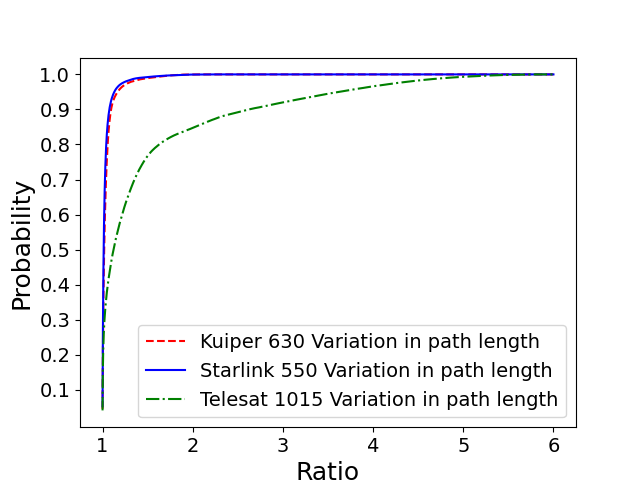 1.0
0.9
0.8
0.7
0.6
0.5
0.4
0.3
0.2
0.1
Probability
Kuiper 630 Variation in path length
Starlink 550 Variation in path length
Telesat 1015 Variation in path length
1 2 3 4 5 6
Ratio